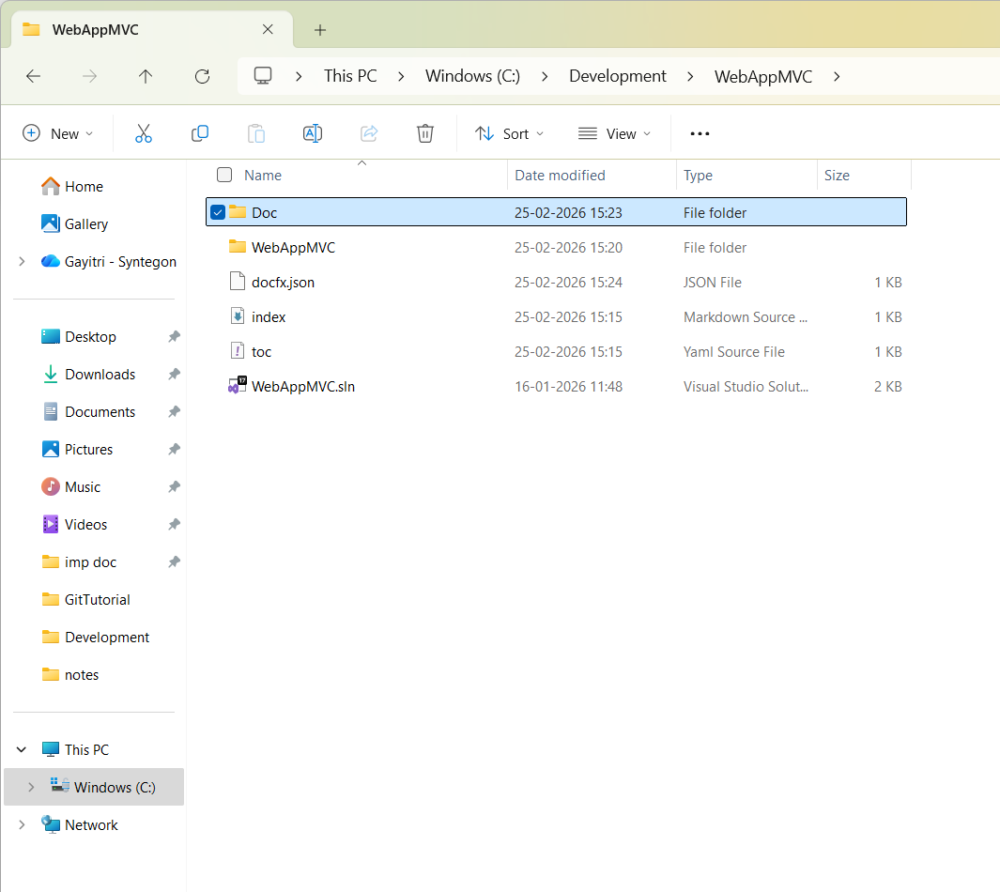 WebAppMVC
This PC Windows (C:) Development WebAppMVC
New Sort View
Name Date modified Type Size
Home
Gallery
Gayitri - Syntegon
Desktop
Downloads
Documents
Pictures
Music
Videos
imp doc
GitTutorial
Development
notes
This PC
Windows (C:)
Network
Doc 25-02-2026 15:23 File folder
WebAppMVC 25-02-2026 15:20 File folder
docfx.json 25-02-2026 15:24 JSON File 1 KB
index 25-02-2026 15:15 Markdown Source ... 1 KB
toc 25-02-2026 15:15 Yaml Source File 1 KB
WebAppMVC.sln 16-01-2026 11:48 Visual Studio Solut... 2 KB